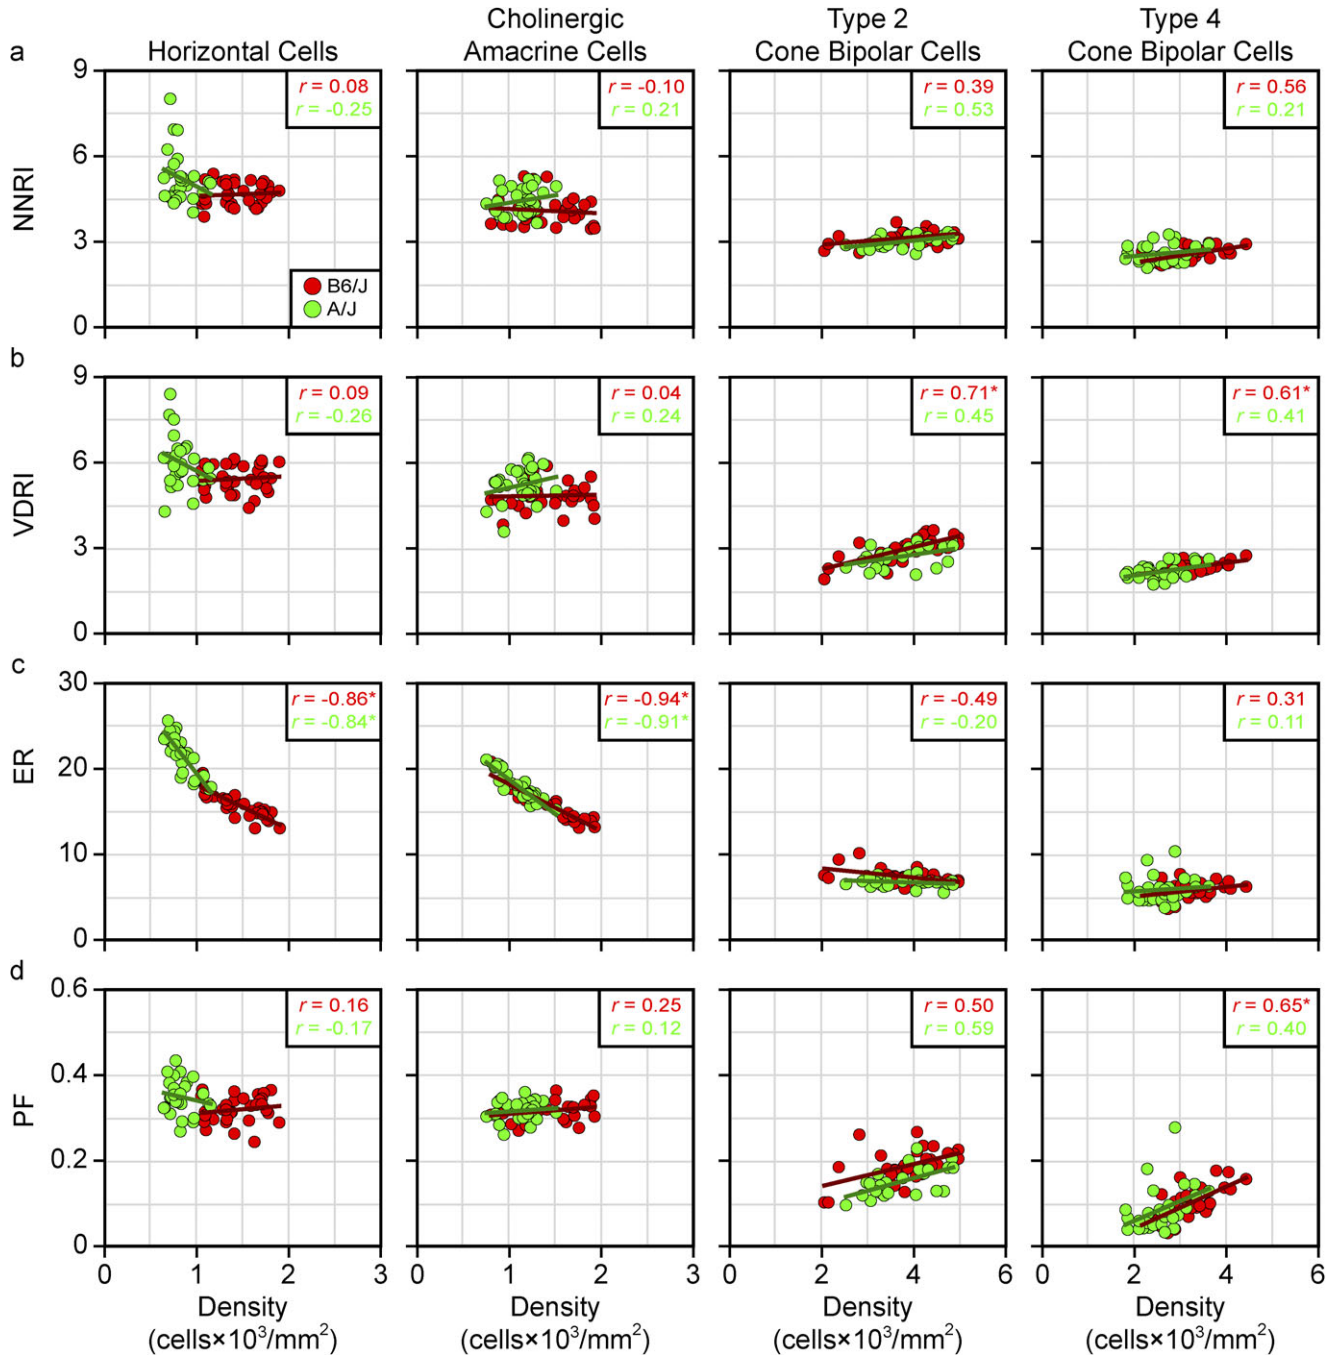 Cholinergic
Type 2
Type 4
a
Horizontal Cells
Amacrine Cells
Cone Bipolar Cells
Cone Bipolar Cells
NNRI
9
6
3
0
r = 0.08
r = -0.25
B6/J
A/J
r = -0.10
r = 0.21
r = 0.39
r = 0.53
r = 0.56
r = 0.21
b
VDRI
9
6
3
0
r = 0.09
r = -0.26
r = 0.04
r = 0.24
r = 0.71*
r = 0.45
r = 0.61*
r = 0.41
c
ER
30
20
10
0
r = -0.86*
r = -0.84*
r = -0.94*
r = -0.91*
r = -0.49
r = -0.20
r = 0.31
r = 0.11
d
PF
0.6
0.4
0.2
0
r = 0.16
r = -0.17
r = 0.25
r = 0.12
r = 0.50
r = 0.59
r = 0.65*
r = 0.40
0 1 2 3
0 1 2 3
0 2 4 6
0 2 4 6
Density
(cells×10³/mm²)
Density
(cells×10³/mm²)
Density
(cells×10³/mm²)
Density
(cells×10³/mm²)